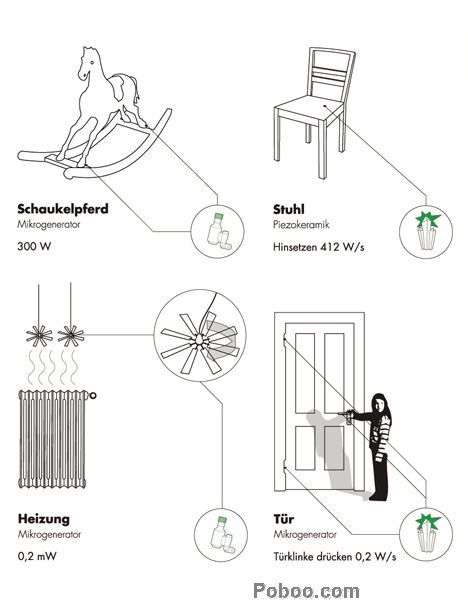 Schaukelpferd
Mikrogenerator
300 W
Stuhl
Piezokeramik
Hinsetzen 412 W/s
Heizung
Mikrogenerator
0,2 mW
Tür
Mikrogenerator
Türklinke drücken 0,2 W/s
Poboo.com